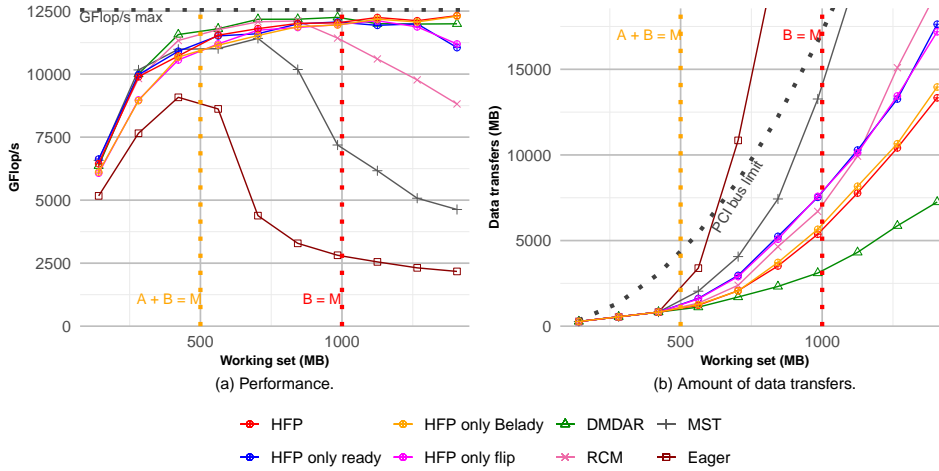 12500
GFlop/s max
10000
7500
5000
2500
0
GFlop/s
A + B = M
B = M
500
1000
Working set (MB)
(a) Performance.
A + B = M
B = M
15000
10000
5000
0
Data transfers (MB)
PCI bus limit
500
1000
Working set (MB)
(b) Amount of data transfers.
HFP
HFP only Belady
DMDAR
MST
HFP only ready
HFP only flip
RCM
Eager